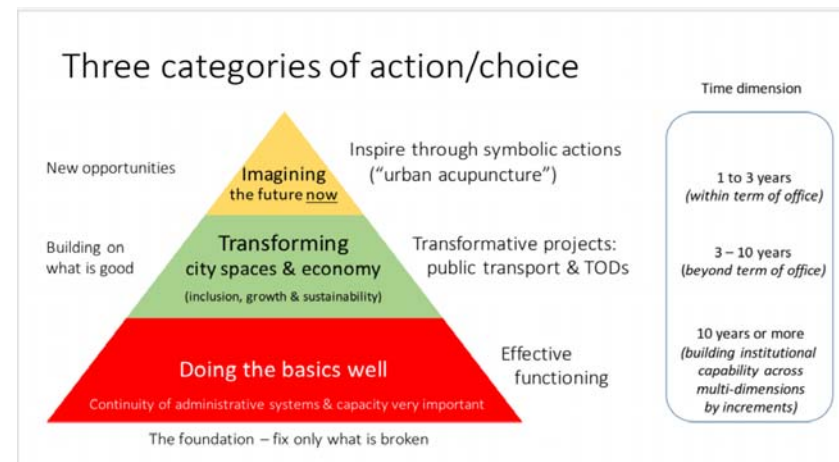 Three categories of action/choice
Time dimension
New opportunities
Imagining
the future now
Inspire through symbolic actions
(“urban acupuncture”)
1 to 3 years
(within term of office)
Building on
what is good
Transforming
city spaces & economy
(inclusion, growth & sustainability)
Transformative projects:
public transport & TODs
3 – 10 years
(beyond term of office)
Doing the basics well
Continuity of administrative systems & capacity very important
Effective
functioning
10 years or more
(building institutional
capability across
multi-dimensions
by increments)
The foundation – fix only what is broken